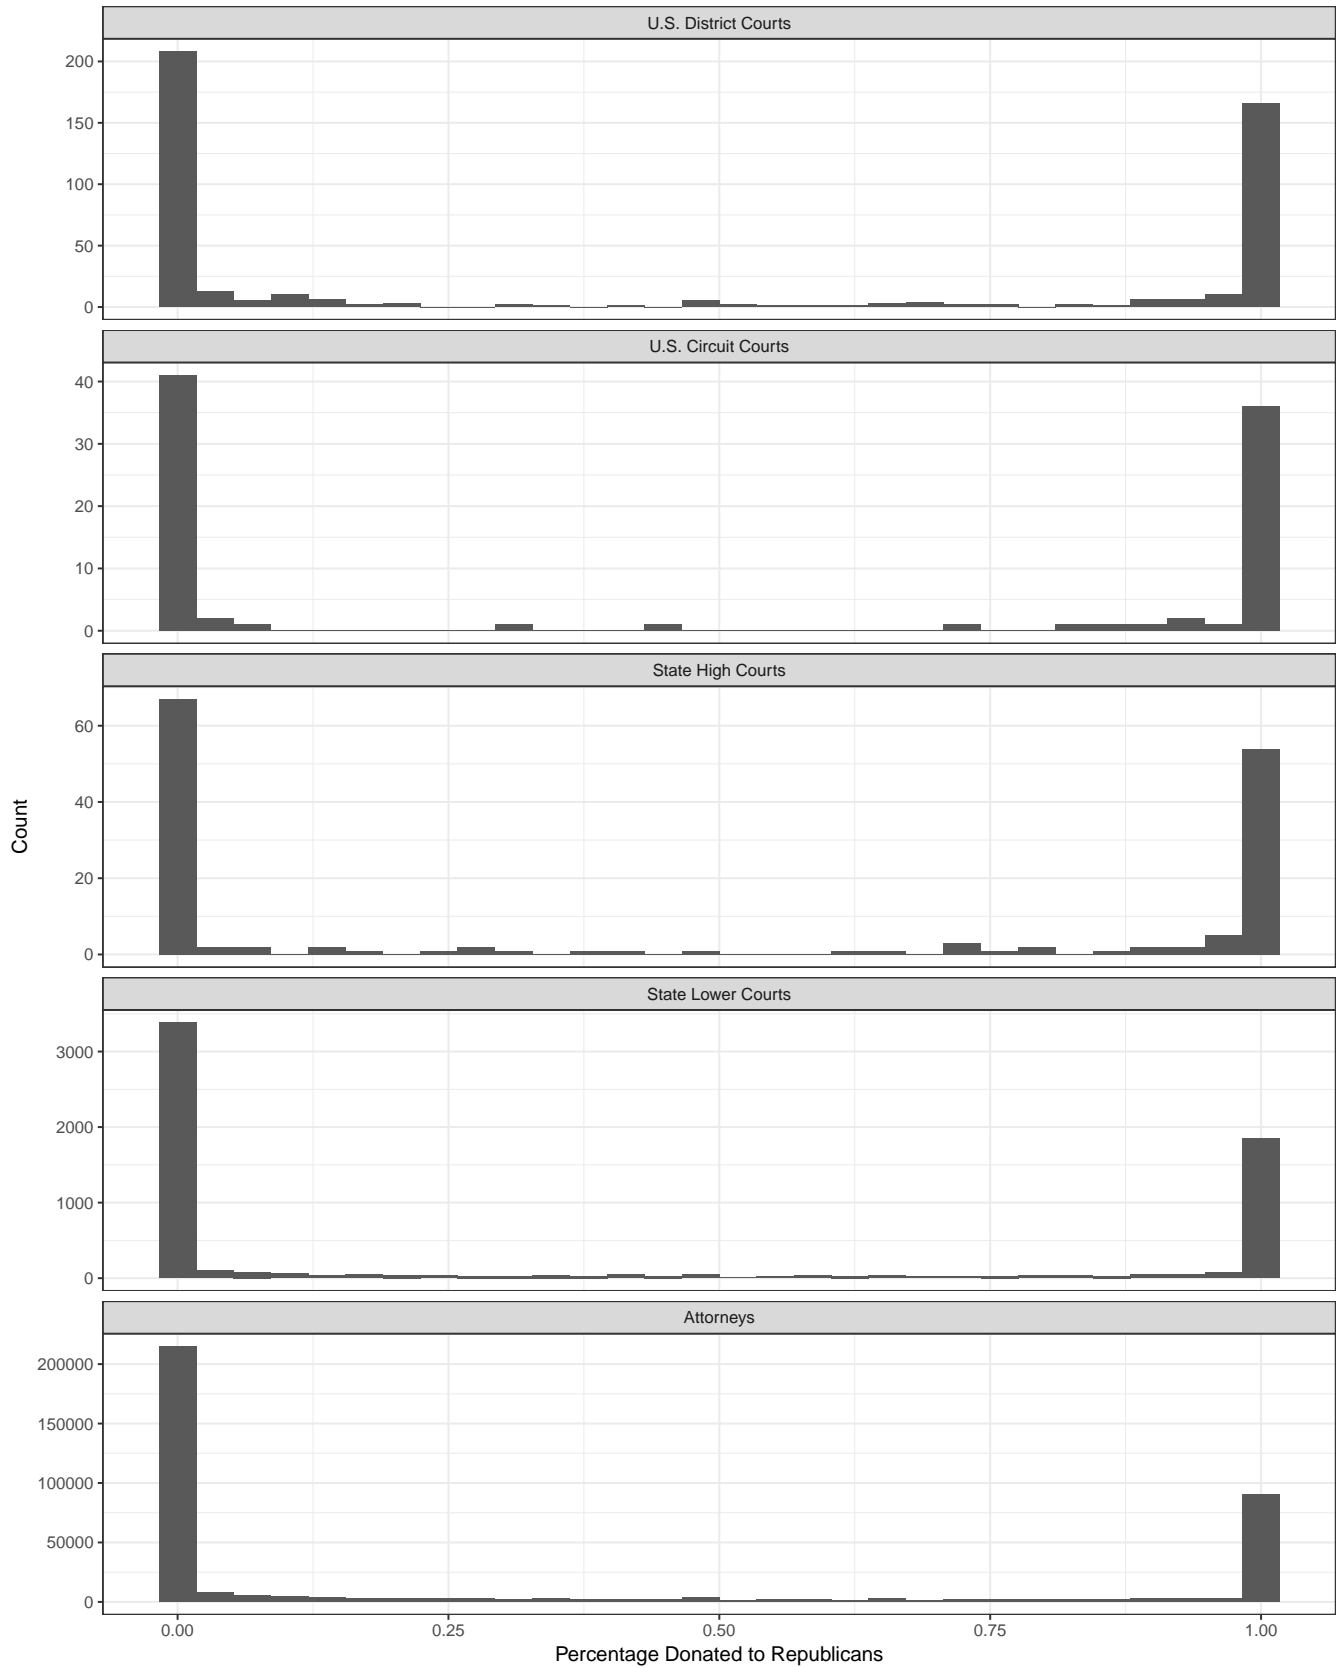 U.S. District Courts
200
150
100
50
0
U.S. Circuit Courts
40
30
20
10
0
State High Courts
60
40
20
0
Count
State Lower Courts
3000
2000
1000
0
Attorneys
200000
150000
100000
50000
0
0.00 0.25 0.50 0.75 1.00
Percentage Donated to Republicans